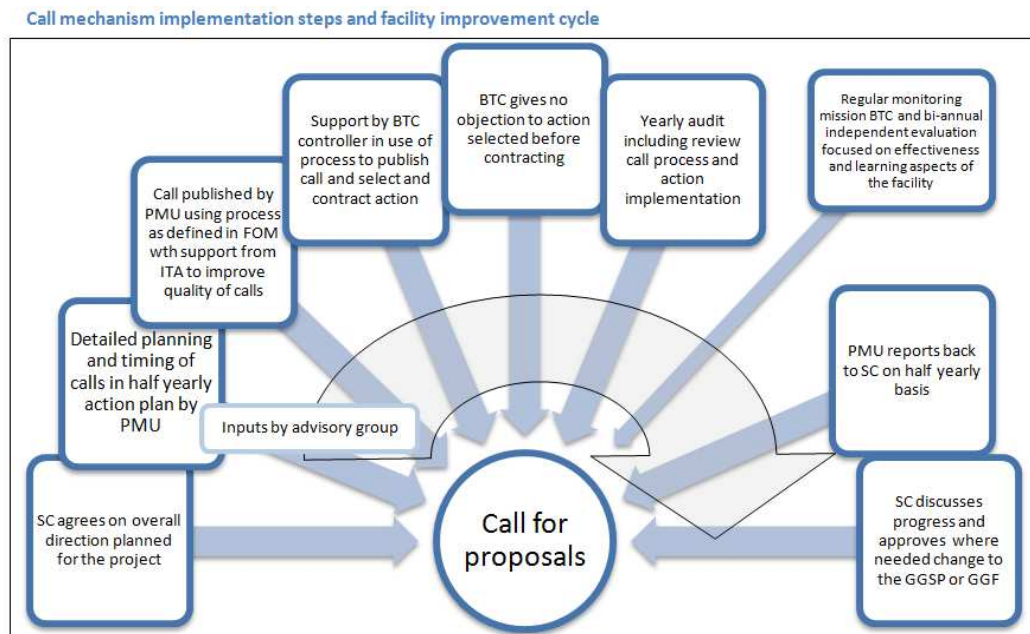 Call mechanism implementation steps and facility improvement cycle
SC agrees on overall
direction planned
for the project
Detailed planning
and timing of
calls in half yearly
action plan by
PMU
Inputs by advisory group
Call published by
PMU using process
as defined in FOM
wth support from
ITA to improve
quality of calls
Support by BTC
controller in use of
process to publish
call and select and
contract action
BTC gives no
objection to action
selected before
contracting
Yearly audit
including review
call process and
action
implementation
Regular monitoring
mission BTC and bi-annual
independent evaluation
focused on effectiveness
and learning aspects of
the facility
PMU reports back
to SC on half yearly
basis
SC discusses
progress and
approves where
needed change to
the GGSP or GGF
Call for
proposals